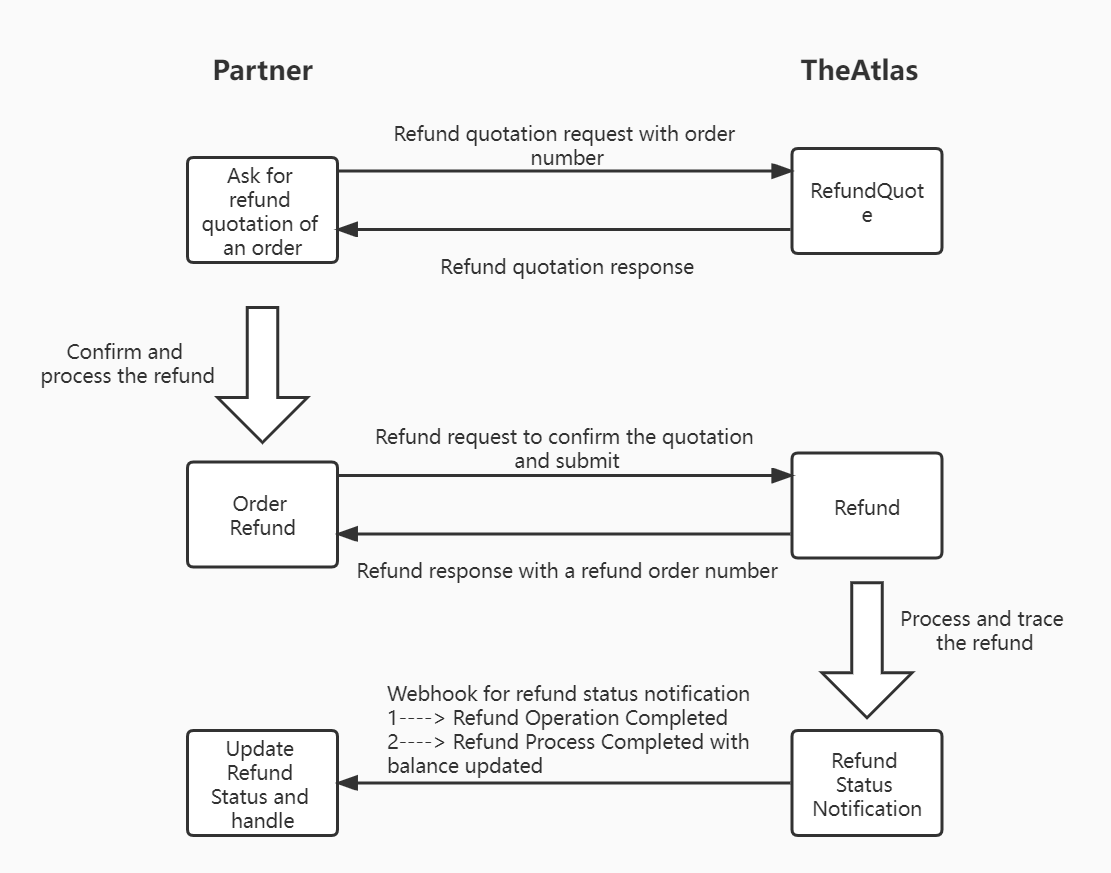 Partner
TheAtlas
Refund quotation request with order
number
Ask for
refund
quotation of
an order
RefundQuot
e
Refund quotation response
Confirm and
process the refund
Refund request to confirm the quotation
and submit
Order
Refund
Refund
Refund response with a refund order number
Process and trace
the refund
Webhook for refund status notification
1----> Refund Operation Completed
2----> Refund Process Completed with
balance updated
Update
Refund
Status and
handle
Refund
Status
Notification